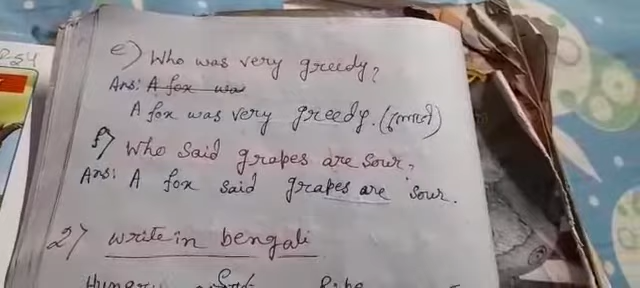 e) Who was very greedy?
Ans: A fox was
A fox was very greedy.
f) Who said grapes are sour,
Ans: A fox said grapes are sour.
2) write in bengali
Hungry